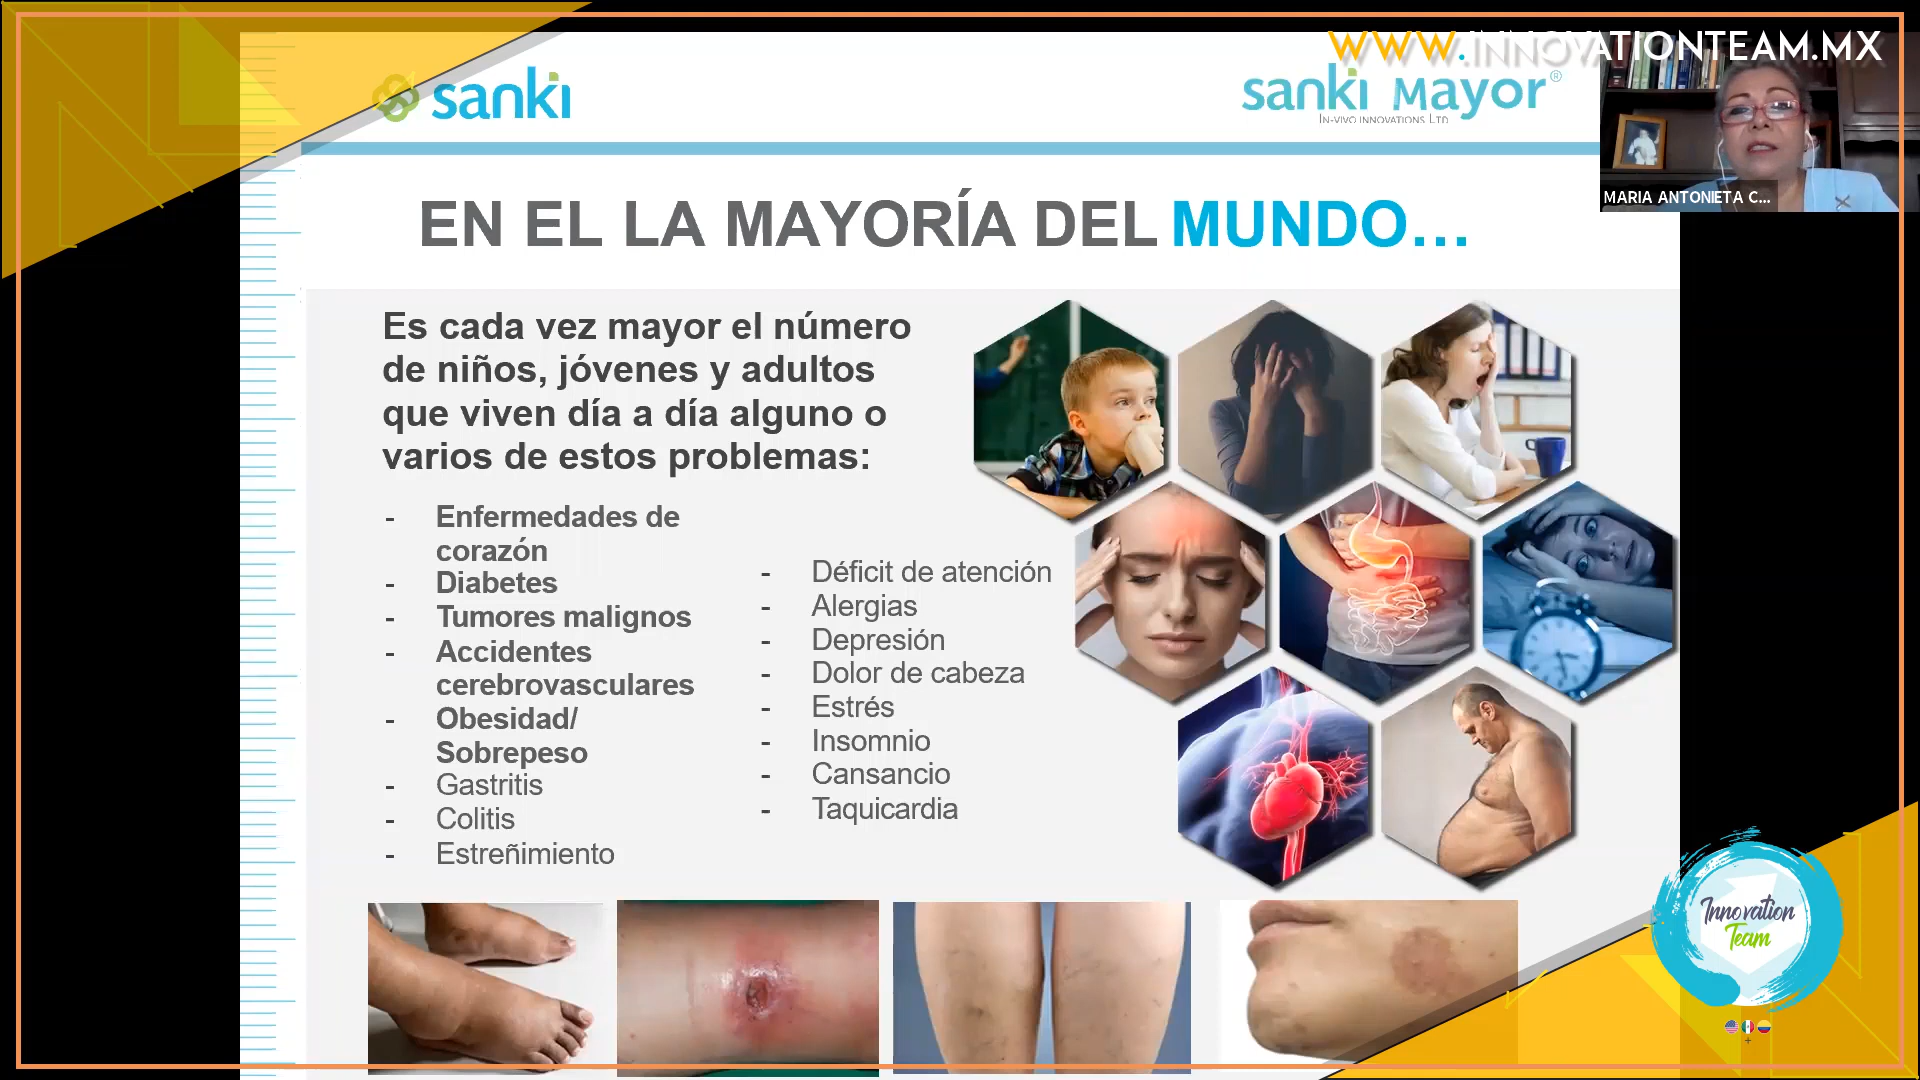 WWW.INNOVATIONTEAM.MX
sanki
sanki Mayor®
IN-VIVO INNOVATIONS LTD
MARIA ANTONIETA C...
EN EL LA MAYORÍA DEL MUNDO...
Es cada vez mayor el número
de niños, jóvenes y adultos
que viven día a día alguno o
varios de estos problemas:
- Enfermedades de
corazón
- Diabetes
- Tumores malignos
- Accidentes
cerebrovasculares
- Obesidad/
Sobrepeso
- Gastritis
- Colitis
- Estreñimiento
- Déficit de atención
- Alergias
- Depresión
- Dolor de cabeza
- Estrés
- Insomnio
- Cansancio
- Taquicardia
Innovation
Team
+